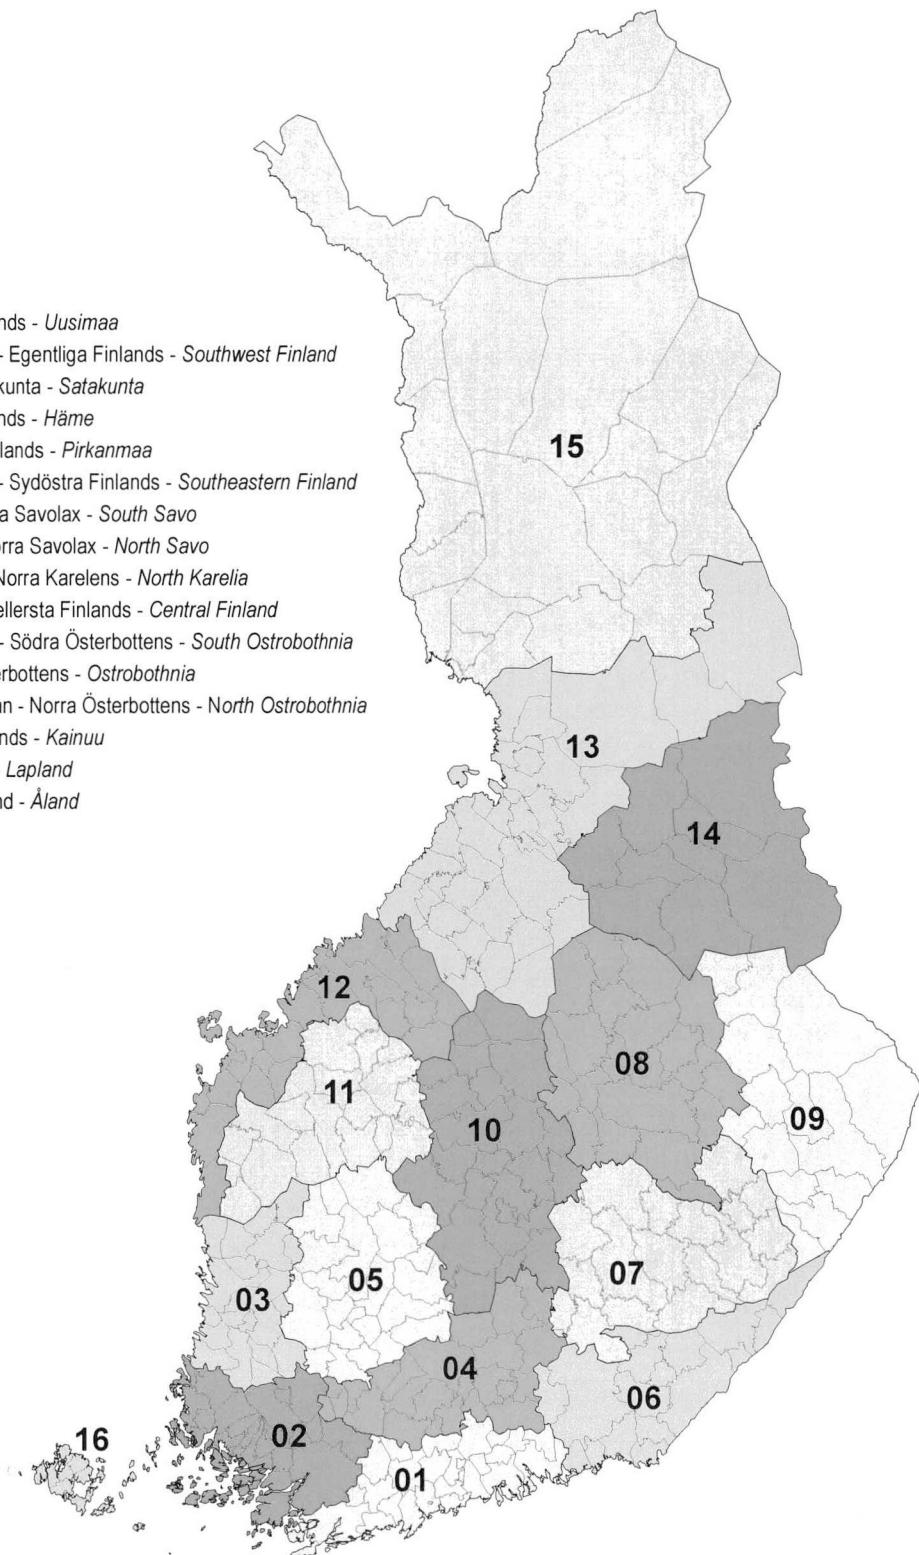 nds - Uusimaa
- Egentliga Finlands - Southwest Finland
kunta - Satakunta
nds - Häme
lands - Pirkanmaa
- Sydöstra Finlands - Southeastern Finland
a Savolax - South Savo
orra Savolax - North Savo
Norra Karelens - North Karelia
ellersta Finlands - Central Finland
- Södra Österbottens - South Ostrobothnia
erbottens - Ostrobothnia
an - Norra Österbottens - North Ostrobothnia
nds - Kainuu
- Lapland
nd - Åland
15
13
14
12
08
11
09
10
07
05
03
04
06
02
16
01